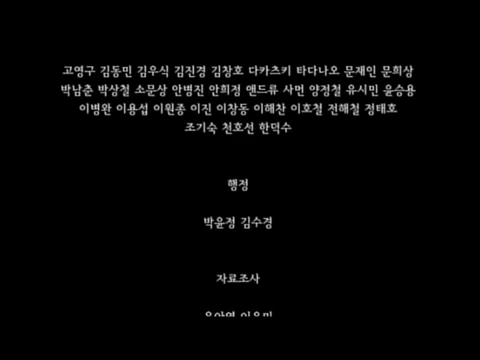 고영구 김동민 김우식 김진경 김창호 다카츠키 타다나오 문재인 문희상
박남춘 박상철 소문상 안병진 안희정 앤드류 사먼 양정철 유시민 윤승용
이병완 이용섭 이원종 이진 이창동 이해찬 이호철 전해철 정태호
조기숙 천호선 한덕수
행정
박윤정 김수경
자료조사